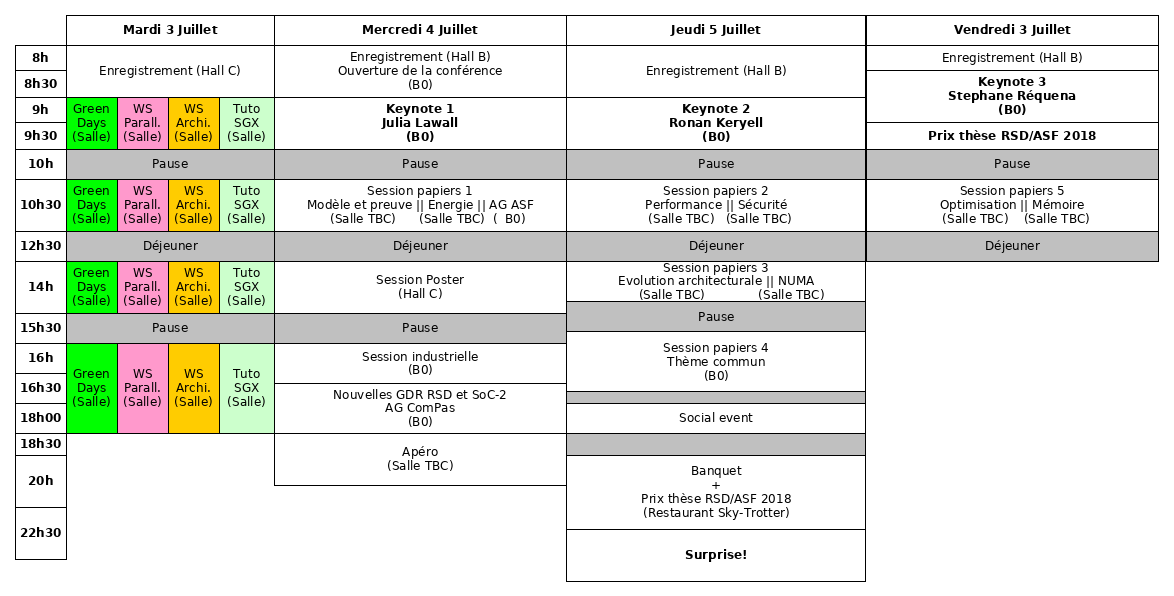 Mardi 3 Juillet
Mercredi 4 Juillet
Jeudi 5 Juillet
Vendredi 3 Juillet
8h
8h30
Enregistrement (Hall C)
Enregistrement (Hall B)
Ouverture de la conférence
(B0)
Enregistrement (Hall B)
Enregistrement (Hall B)
Keynote 3
Stephane Réquena
(B0)
9h
9h30
Green
Days
(Salle)
WS
Parall.
(Salle)
WS
Archi.
(Salle)
Tuto
SGX
(Salle)
Keynote 1
Julia Lawall
(B0)
Keynote 2
Ronan Keryell
(B0)
Prix thèse RSD/ASF 2018
10h
Pause
Pause
Pause
Pause
10h30
Green
Days
(Salle)
WS
Parall.
(Salle)
WS
Archi.
(Salle)
Tuto
SGX
(Salle)
Session papiers 1
Modèle et preuve || Energie || AG ASF
(Salle TBC) (Salle TBC) ( B0)
Session papiers 2
Performance || Sécurité
(Salle TBC) (Salle TBC)
Session papiers 5
Optimisation || Mémoire
(Salle TBC) (Salle TBC)
12h30
Déjeuner
Déjeuner
Déjeuner
Déjeuner
14h
Green
Days
(Salle)
WS
Parall.
(Salle)
WS
Archi.
(Salle)
Tuto
SGX
(Salle)
Session Poster
(Hall C)
Session papiers 3
Evolution architecturale || NUMA
(Salle TBC) (Salle TBC)
15h30
Pause
Pause
Pause
16h
16h30
18h00
Green
Days
(Salle)
WS
Parall.
(Salle)
WS
Archi.
(Salle)
Tuto
SGX
(Salle)
Session industrielle
(B0)
Nouvelles GDR RSD et SoC-2
AG ComPas
(B0)
Session papiers 4
Thème commun
(B0)
Social event
18h30
20h
22h30
Apéro
(Salle TBC)
Banquet
+
Prix thèse RSD/ASF 2018
(Restaurant Sky-Trotter)
Surprise!